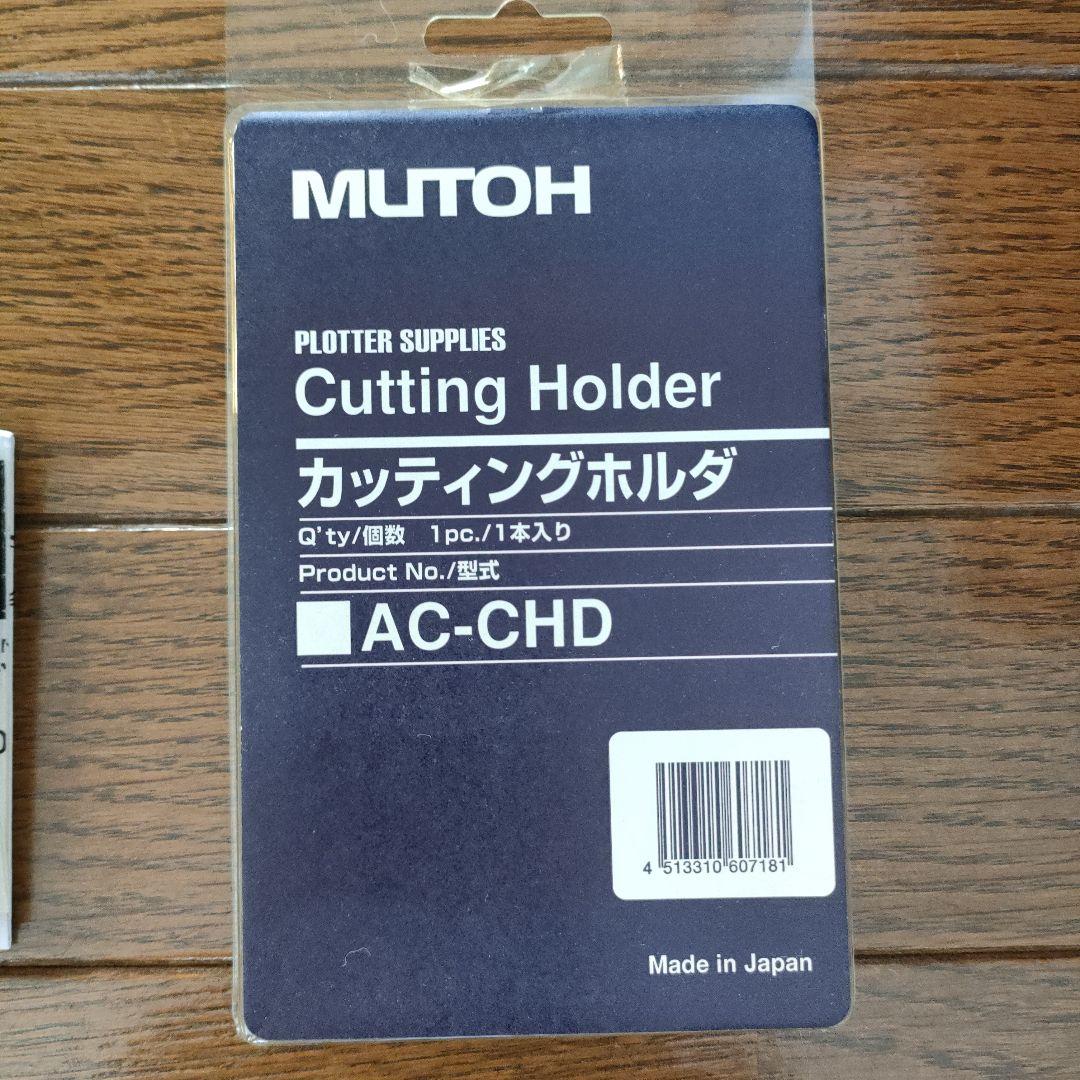 MUTOH
PLOTTER SUPPLIES
Cutting Holder
カッティングホルダ
Q'ty/個数 1pc./1本入り
Product No./型式
AC-CHD
4 513310 607181
Made in Japan